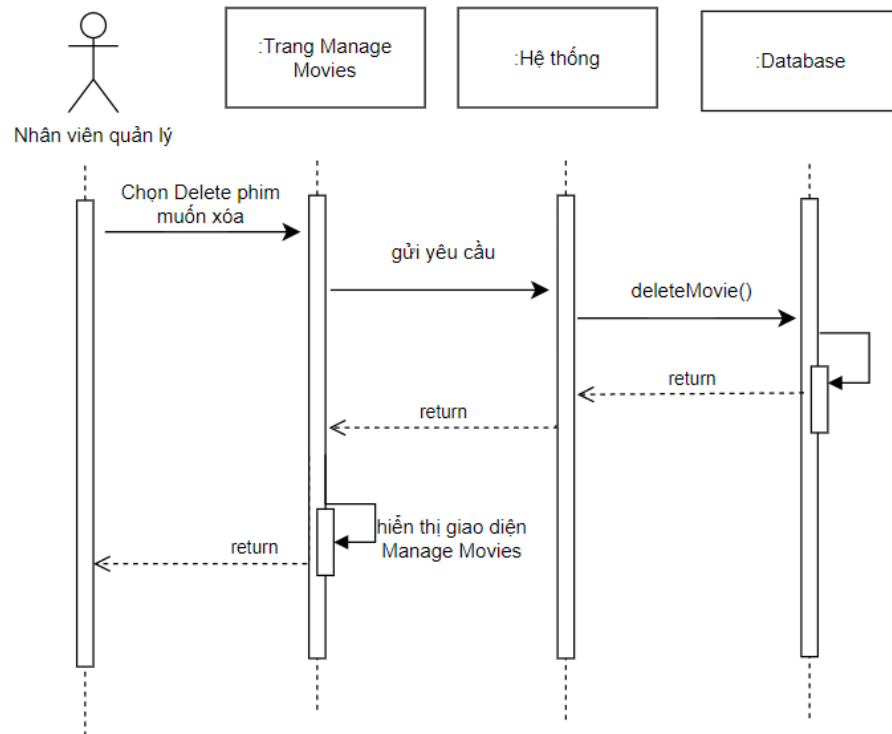 :Trang Manage
Movies
:Hệ thống
:Database
Nhân viên quản lý
Chọn Delete phim
muốn xóa
gửi yêu cầu
deleteMovie()
return
return
hiển thị giao diện
Manage Movies
return